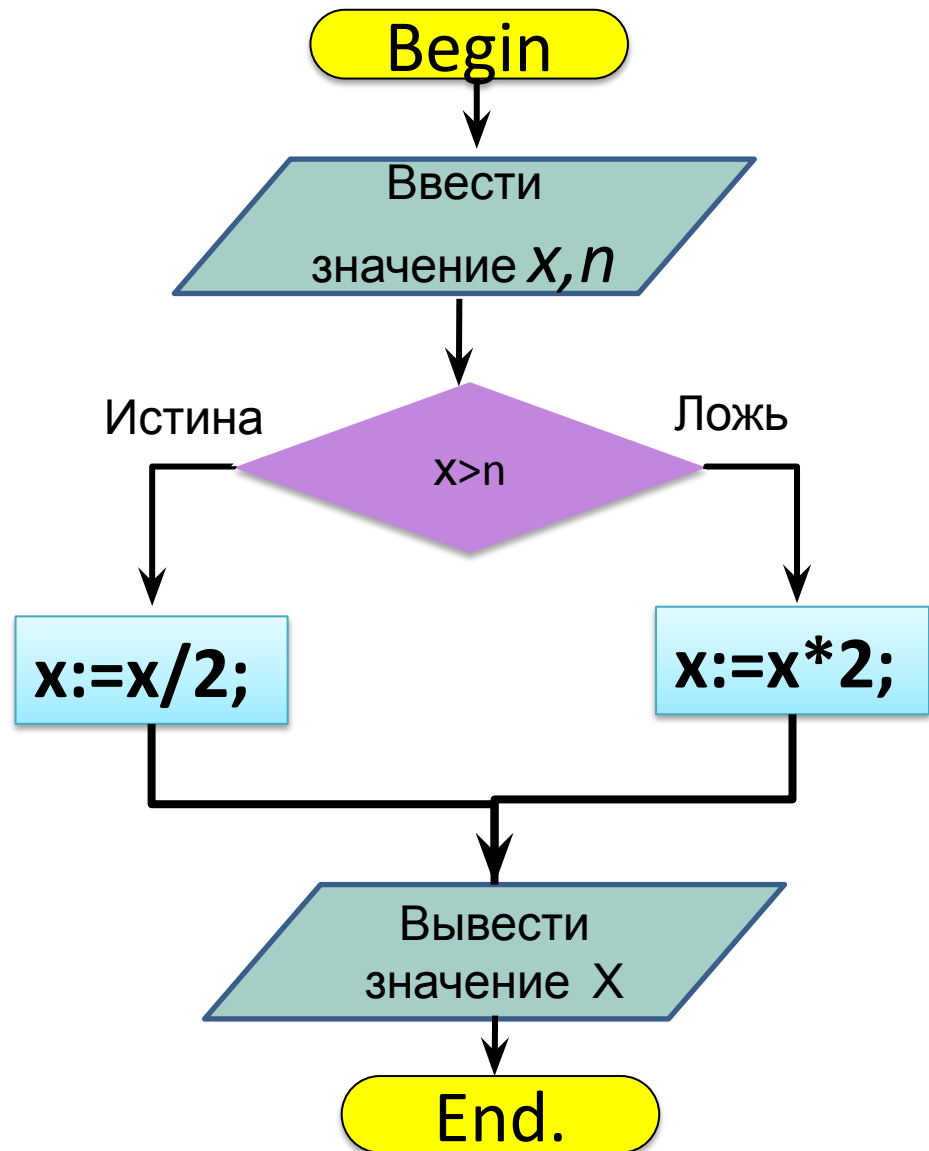 Begin
Ввести
значение x,n
Истина
Ложь
x>n
x:=x/2;
x:=x*2;
Вывести
значение X
End.